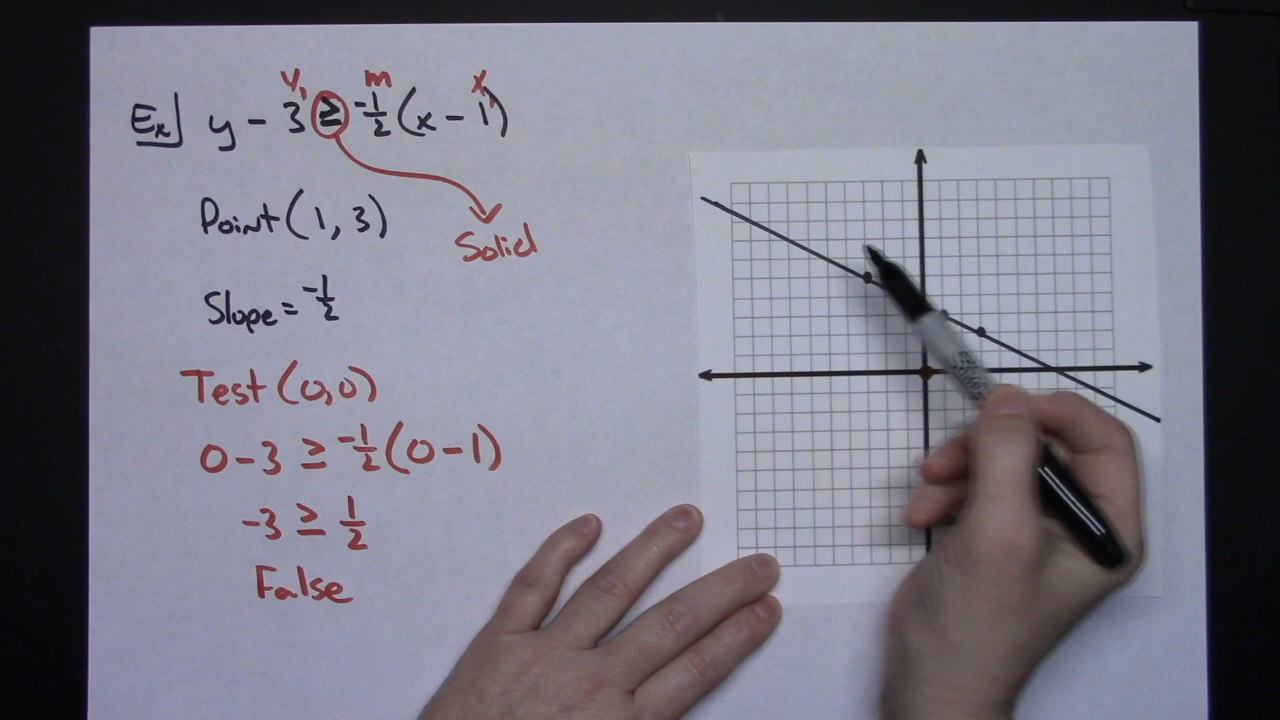 y₁ m x₁
Ex] y - 3 ≥ -1/2 (x - 1)
Point (1, 3)
Solid
Slope = -1/2
Test (0,0)
0 - 3 ≥ -1/2 (0 - 1)
-3 ≥ 1/2
False